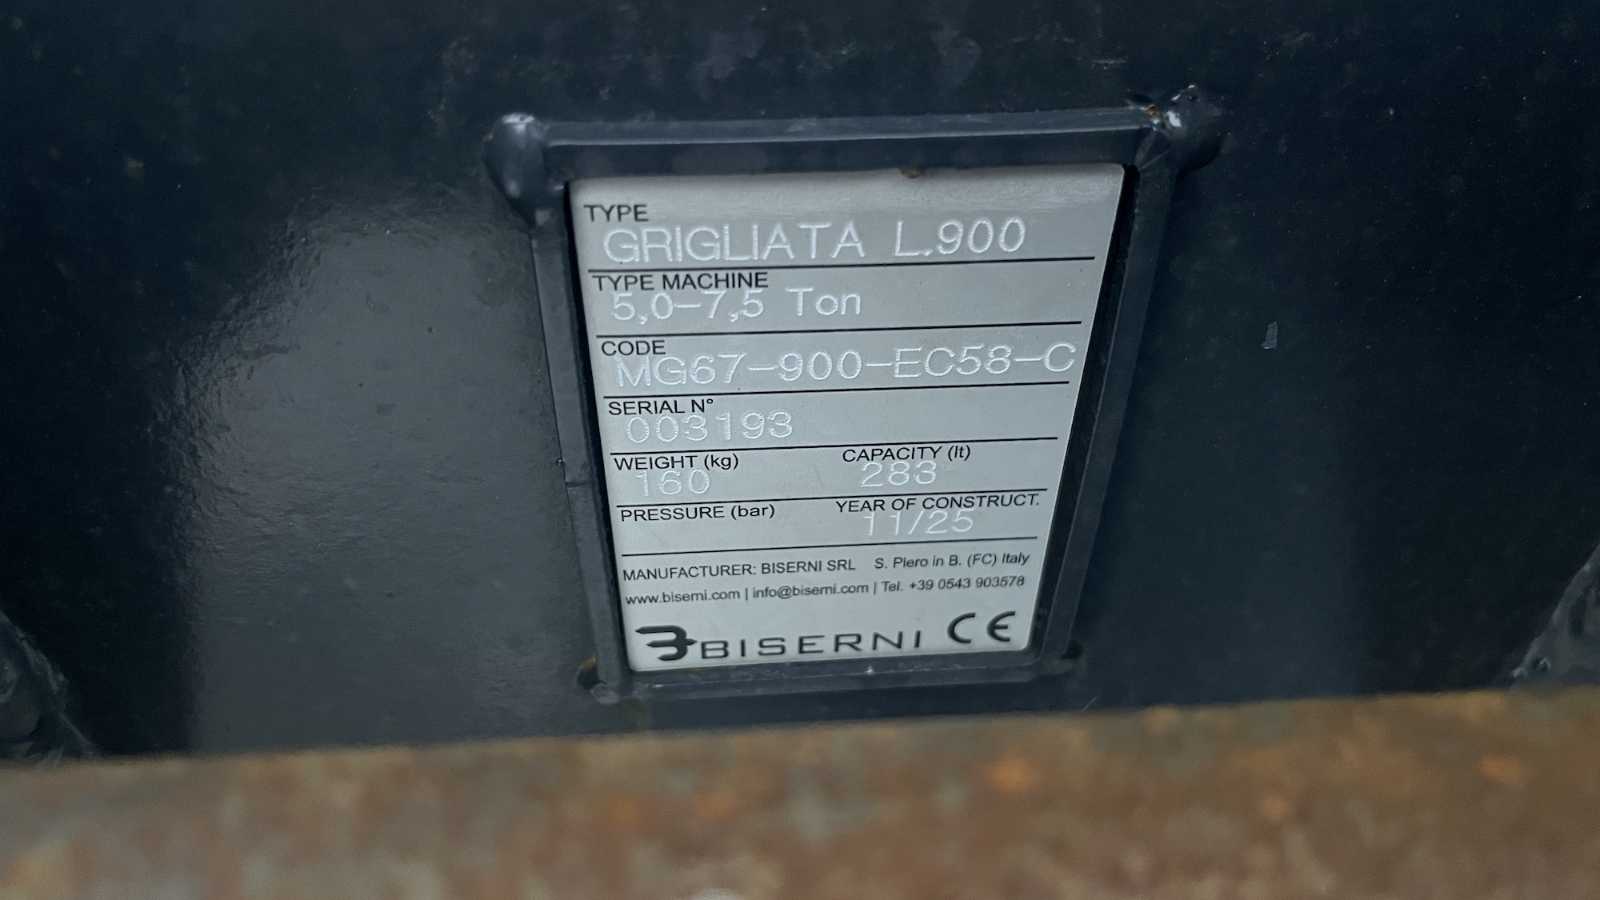 TYPE
GRIGLIATA L.900
TYPE MACHINE
5,0-7,5 Ton
CODE
MG67-900-EC58-C
SERIAL N°
003193
WEIGHT (kg) CAPACITY (lt)
160 283
PRESSURE (bar) YEAR OF CONSTRUCT.
11/25
MANUFACTURER: BISERNI SRL S. Piero in B. (FC) Italy
www.biserni.com | info@biserni.com | Tel. +39 0543 903578
BISERNI CE